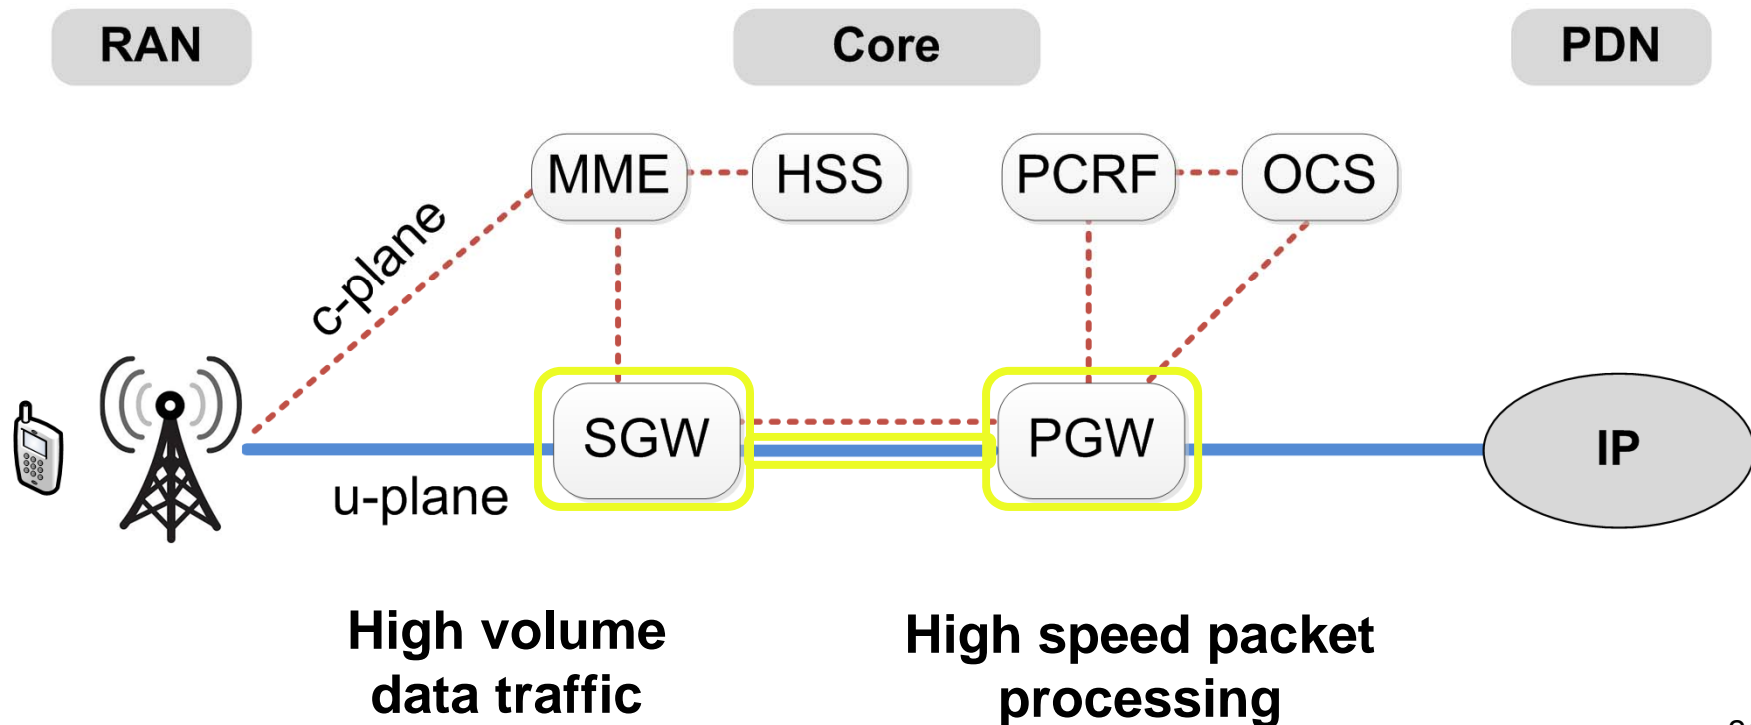 RAN
Core
PDN
MME
HSS
PCRF
OCS
c-plane
SGW
PGW
IP
u-plane
High volume
data traffic
High speed packet
processing